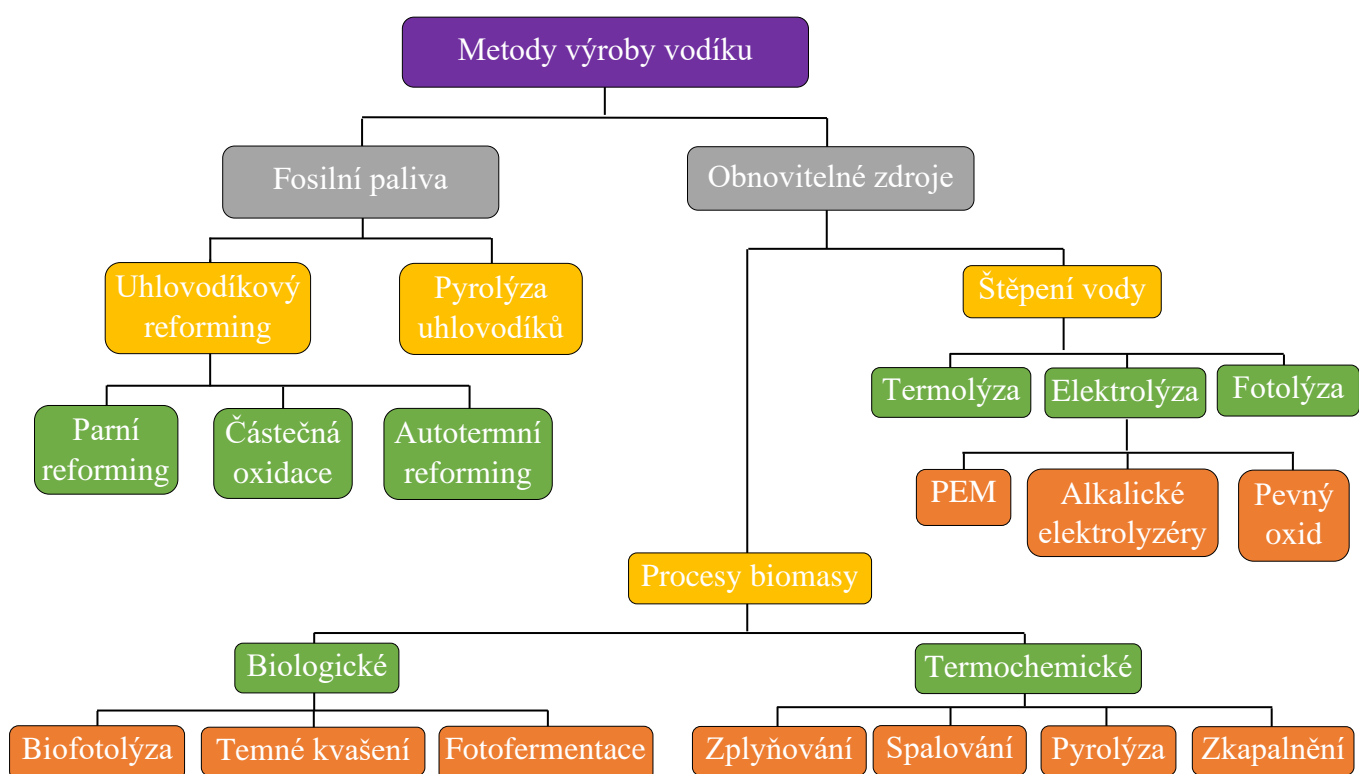 Metody výroby vodíku
Fosilní paliva
Obnovitelné zdroje
Uhlovodíkový
reforming
Pyrolýza
uhlovodíků
Štěpení vody
Parní
reforming
Částečná
oxidace
Autotermní
reforming
Termolýza
Elektrolýza
Fotolýza
PEM
Alkalické
elektrolyzéry
Pevný
oxid
Procesy biomasy
Biologické
Termochemické
Biofotolýza
Temné kvašení
Fotofermentace
Zplyňování
Spalování
Pyrolýza
Zkapalnění